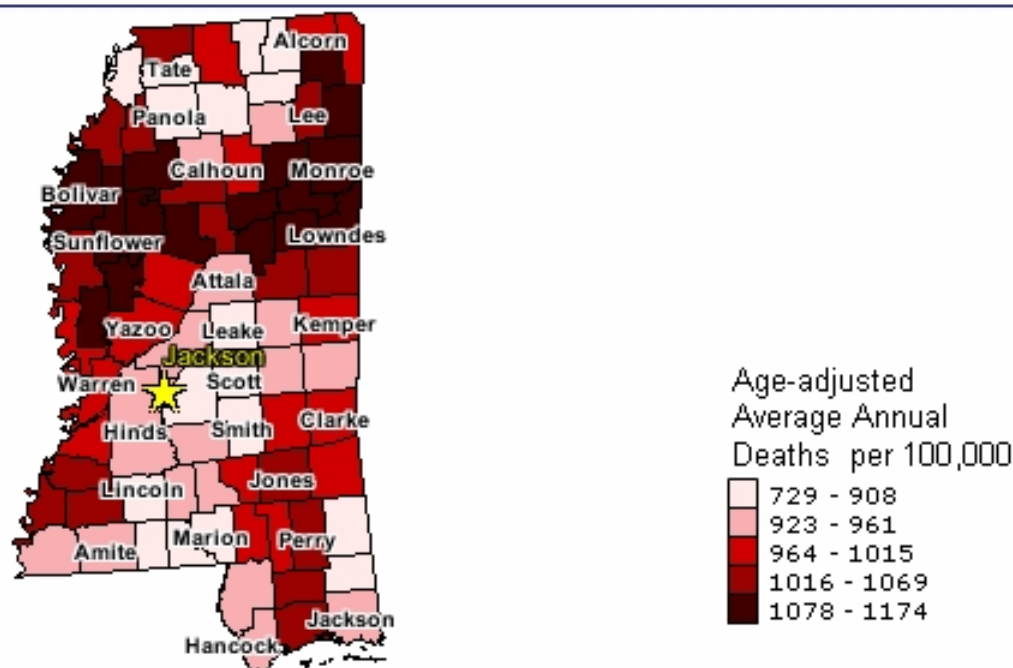 Alcorn
Tate
Panola
Lee
Calhoun
Monroe
Bolivar
Sunflower
Lowndes
Attala
Yazoo
Leake
Kemper
Jackson
Warren
Scott
Hinds
Smith
Clarke
Lincoln
Jones
Amite
Marion
Perry
Jackson
Hancock
Age-adjusted
Average Annual
Deaths per 100,000
729 - 908
923 - 961
964 - 1015
1016 - 1069
1078 - 1174